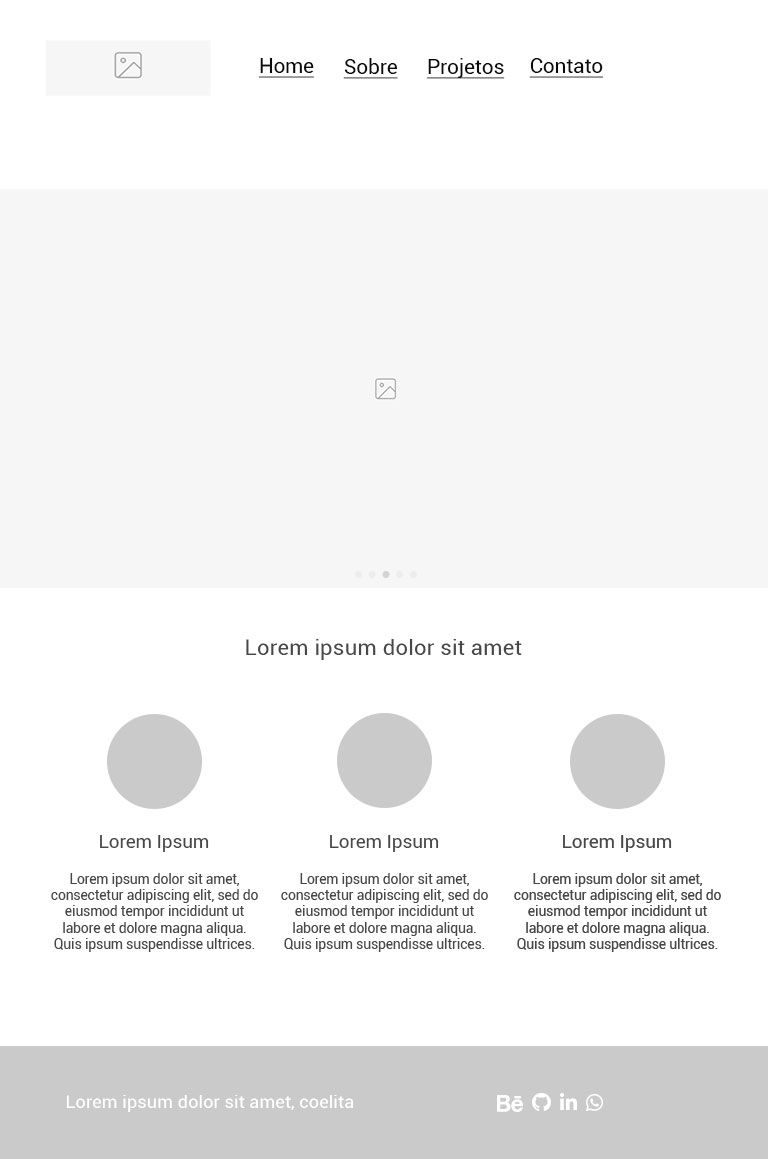 Home Sobre Projetos Contato
Lorem ipsum dolor sit amet
Lorem Ipsum
Lorem ipsum dolor sit amet,
consectetur adipiscing elit, sed do
eiusmod tempor incididunt ut
labore et dolore magna aliqua.
Quis ipsum suspendisse ultrices.
Lorem Ipsum
Lorem ipsum dolor sit amet,
consectetur adipiscing elit, sed do
eiusmod tempor incididunt ut
labore et dolore magna aliqua.
Quis ipsum suspendisse ultrices.
Lorem Ipsum
Lorem ipsum dolor sit amet,
consectetur adipiscing elit, sed do
eiusmod tempor incididunt ut
labore et dolore magna aliqua.
Quis ipsum suspendisse ultrices.
Lorem ipsum dolor sit amet, coelita
Bē in